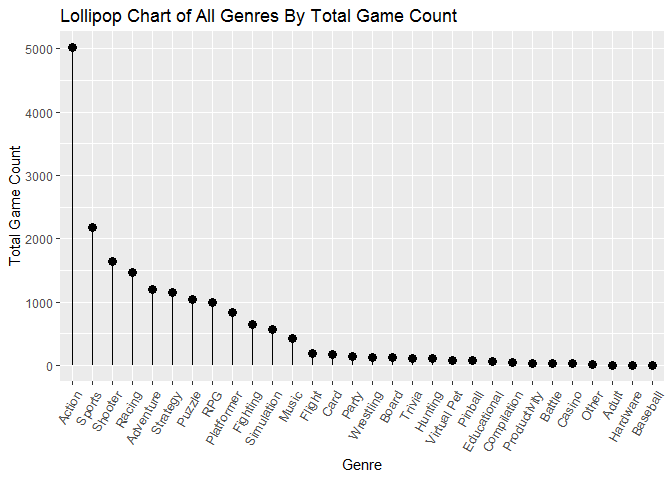 Lollipop Chart of All Genres By Total Game Count
Total Game Count
5000
4000
3000
2000
1000
0
Action
Sports
Shooter
Racing
Adventure
Strategy
Puzzle
RPG
Platformer
Fighting
Simulation
Music
Flight
Card
Party
Wrestling
Board
Trivia
Hunting
Virtual Pet
Pinball
Educational
Compilation
Productivity
Battle
Casino
Other
Adult
Hardware
Baseball
Genre